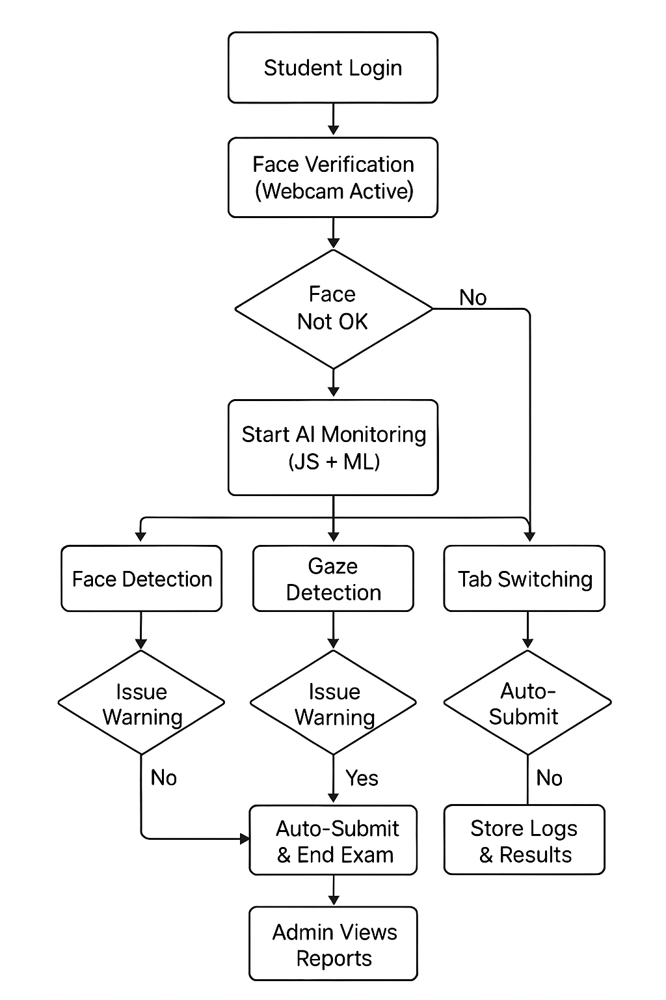 Student Login
Face Verification
(Webcam Active)
Face
Not OK
No
Start AI Monitoring
(JS + ML)
Face Detection
Gaze
Detection
Tab Switching
Issue
Warning
Issue
Warning
Auto-
Submit
No
Yes
No
Auto-Submit
& End Exam
Store Logs
& Results
Admin Views
Reports